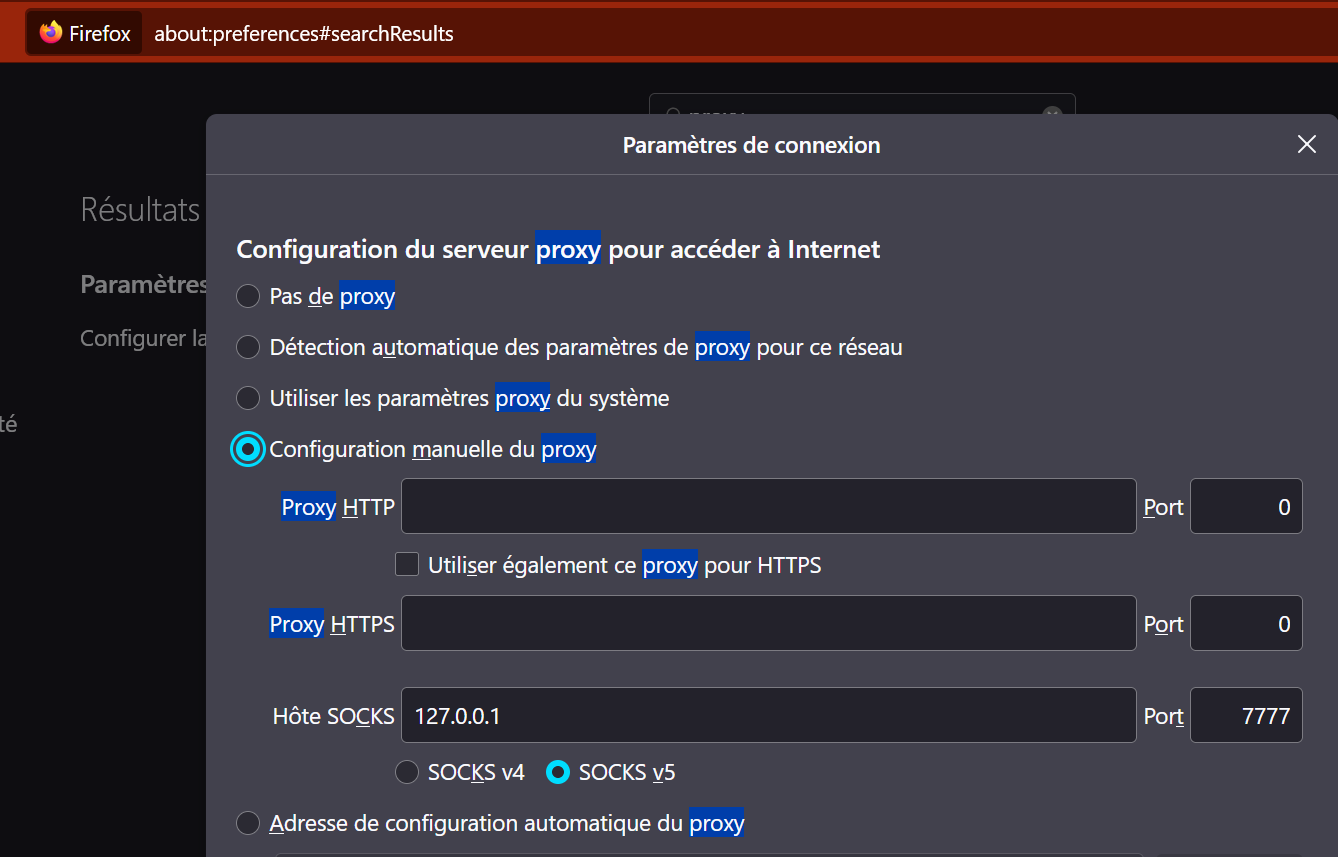 Firefox about:preferences#searchResults
Paramètres de connexion
Résultats
Configuration du serveur proxy pour accéder à Internet
Paramètres
Pas de proxy
Configurer la
Détection automatique des paramètres de proxy pour ce réseau
Utiliser les paramètres proxy du système
té
Configuration manuelle du proxy
Proxy HTTP Port 0
Utiliser également ce proxy pour HTTPS
Proxy HTTPS Port 0
Hôte SOCKS 127.0.0.1 Port 7777
SOCKS v4 SOCKS v5
Adresse de configuration automatique du proxy